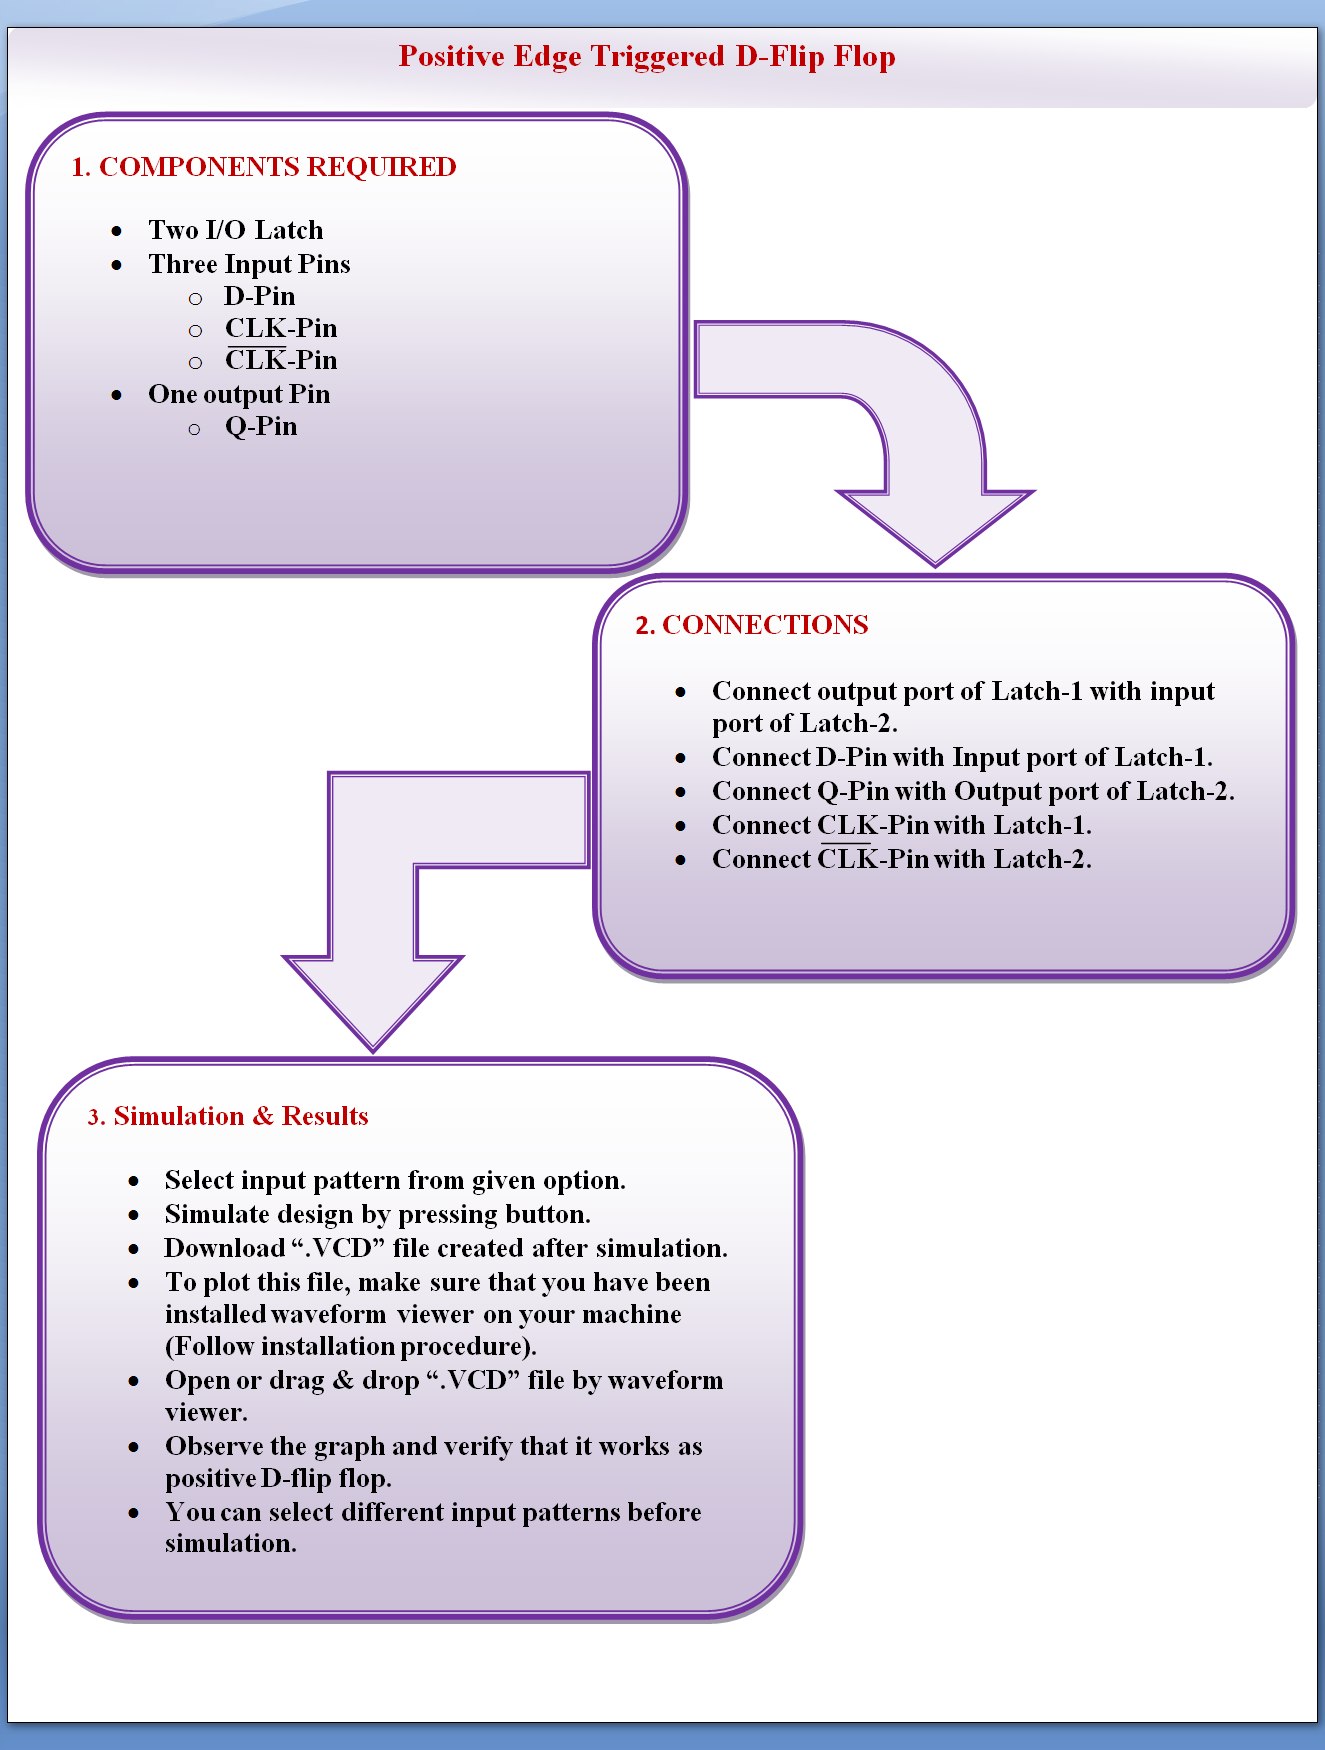 Positive Edge Triggered D-Flip Flop
1. COMPONENTS REQUIRED
• Two I/O Latch
• Three Input Pins
o D-Pin
o CLK-Pin
o C̅L̅K̅-Pin
• One output Pin
o Q-Pin
2. CONNECTIONS
• Connect output port of Latch-1 with input
port of Latch-2.
• Connect D-Pin with Input port of Latch-1.
• Connect Q-Pin with Output port of Latch-2.
• Connect CLK-Pin with Latch-1.
• Connect C̅L̅K̅-Pin with Latch-2.
3. Simulation & Results
• Select input pattern from given option.
• Simulate design by pressing button.
• Download “.VCD” file created after simulation.
• To plot this file, make sure that you have been
installed waveform viewer on your machine
(Follow installation procedure).
• Open or drag & drop “.VCD” file by waveform
viewer.
• Observe the graph and verify that it works as
positive D-flip flop.
• You can select different input patterns before
simulation.